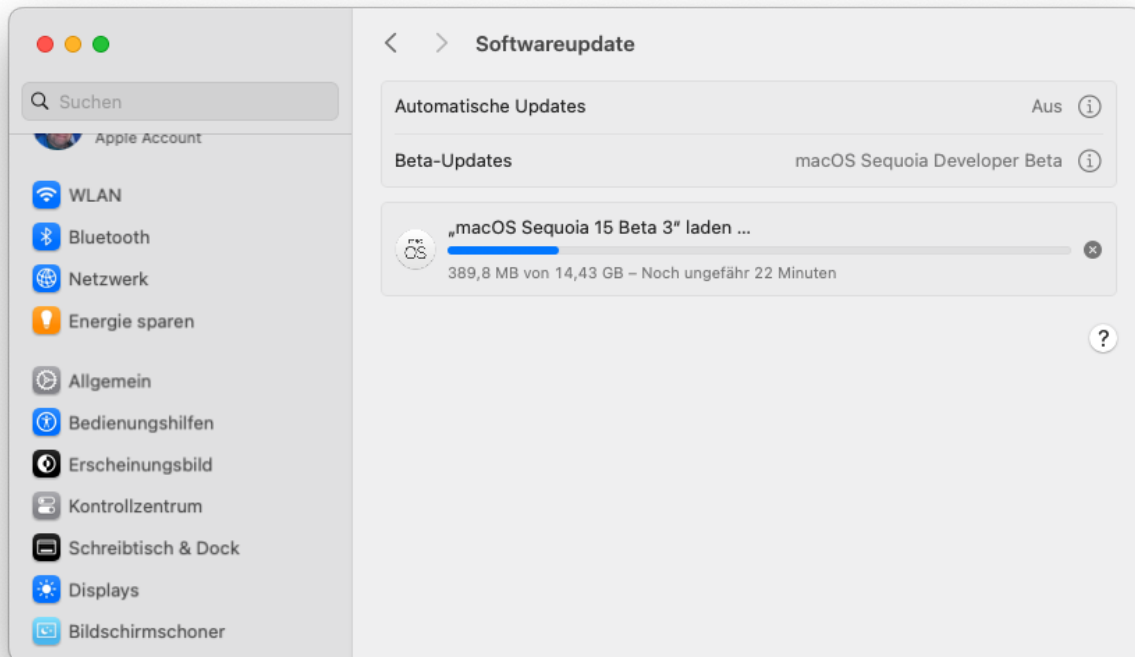 Softwareupdate
Suchen
Apple Account
WLAN
Bluetooth
Netzwerk
Energie sparen
Allgemein
Bedienungshilfen
Erscheinungsbild
Kontrollzentrum
Schreibtisch & Dock
Displays
Bildschirmschoner
Automatische Updates Aus
Beta-Updates macOS Sequoia Developer Beta
„macOS Sequoia 15 Beta 3“ laden ...
macOS
389,8 MB von 14,43 GB – Noch ungefähr 22 Minuten
?